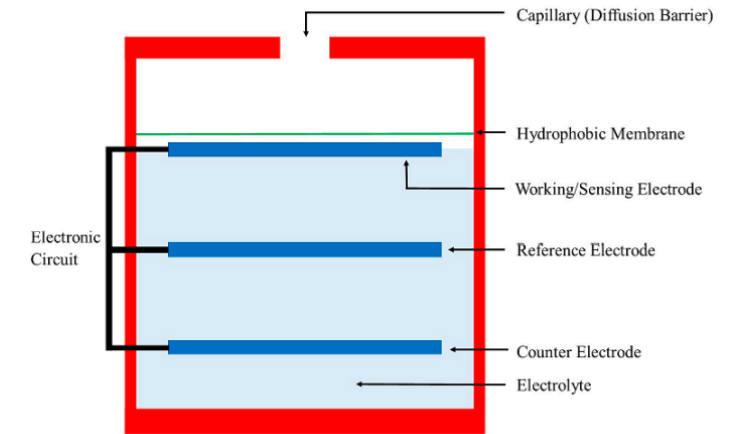 Capillary (Diffusion Barrier)
Hydrophobic Membrane
Working/Sensing Electrode
Electronic
Circuit
Reference Electrode
Counter Electrode
Electrolyte